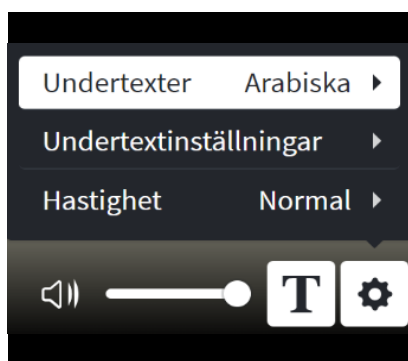 Undertexter Arabiska
Undertextinställningar
Hastighet Normal
T